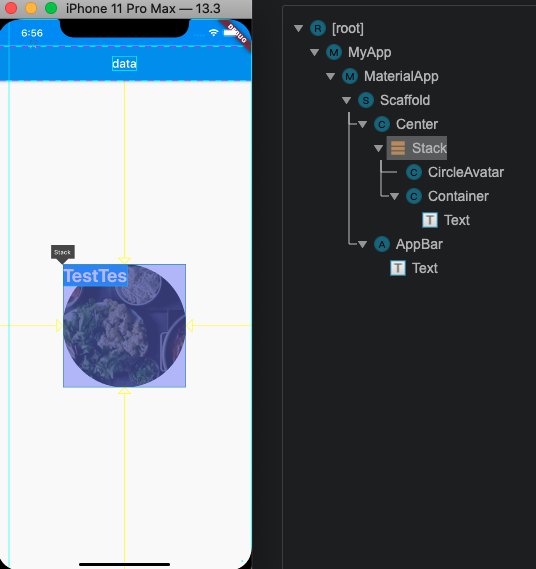 iPhone 11 Pro Max — 13.3
6:56
DEBUG
data
Stack
TestTes
R [root]
M MyApp
M MaterialApp
S Scaffold
C Center
Stack
C CircleAvatar
C Container
T Text
A AppBar
T Text